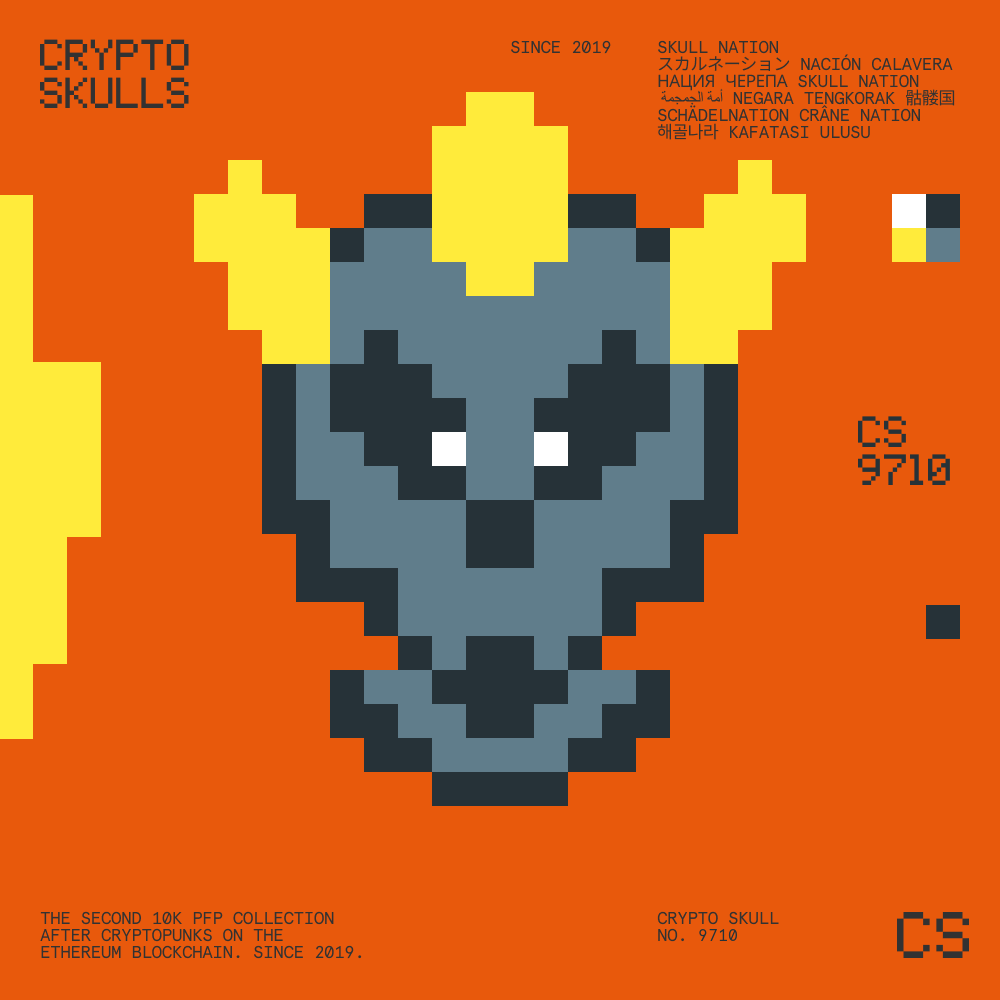 CRYPTO
SKULLS
SINCE 2019
SKULL NATION
スカルネーション NACIÓN CALAVERA
НАЦИЯ ЧЕРЕПА SKULL NATION
أمة الجمجمة NEGARA TENGKORAK 骷髅国
SCHÄDELNATION CRÂNE NATION
해골나라 KAFATASI ULUSU
CS
9710
THE SECOND 10K PFP COLLECTION
AFTER CRYPTOPUNKS ON THE
ETHEREUM BLOCKCHAIN. SINCE 2019.
CRYPTO SKULL
NO. 9710
CS